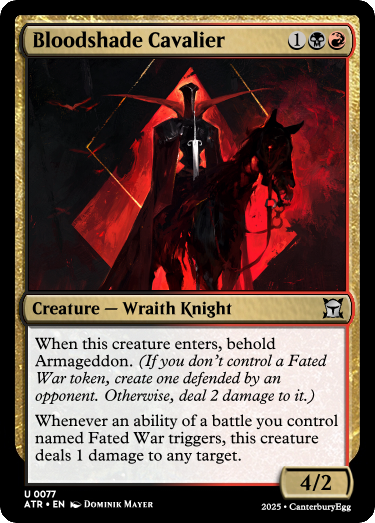 Bloodshade Cavalier 1
Creature — Wraith Knight
When this creature enters, behold
Armageddon. (If you don't control a Fated
War token, create one defended by an
opponent. Otherwise, deal 2 damage to it.)
Whenever an ability of a battle you control
named Fated War triggers, this creature
deals 1 damage to any target.
4/2
U 0077
ATR • EN Dominik Mayer
2025 • CanterburyEgg